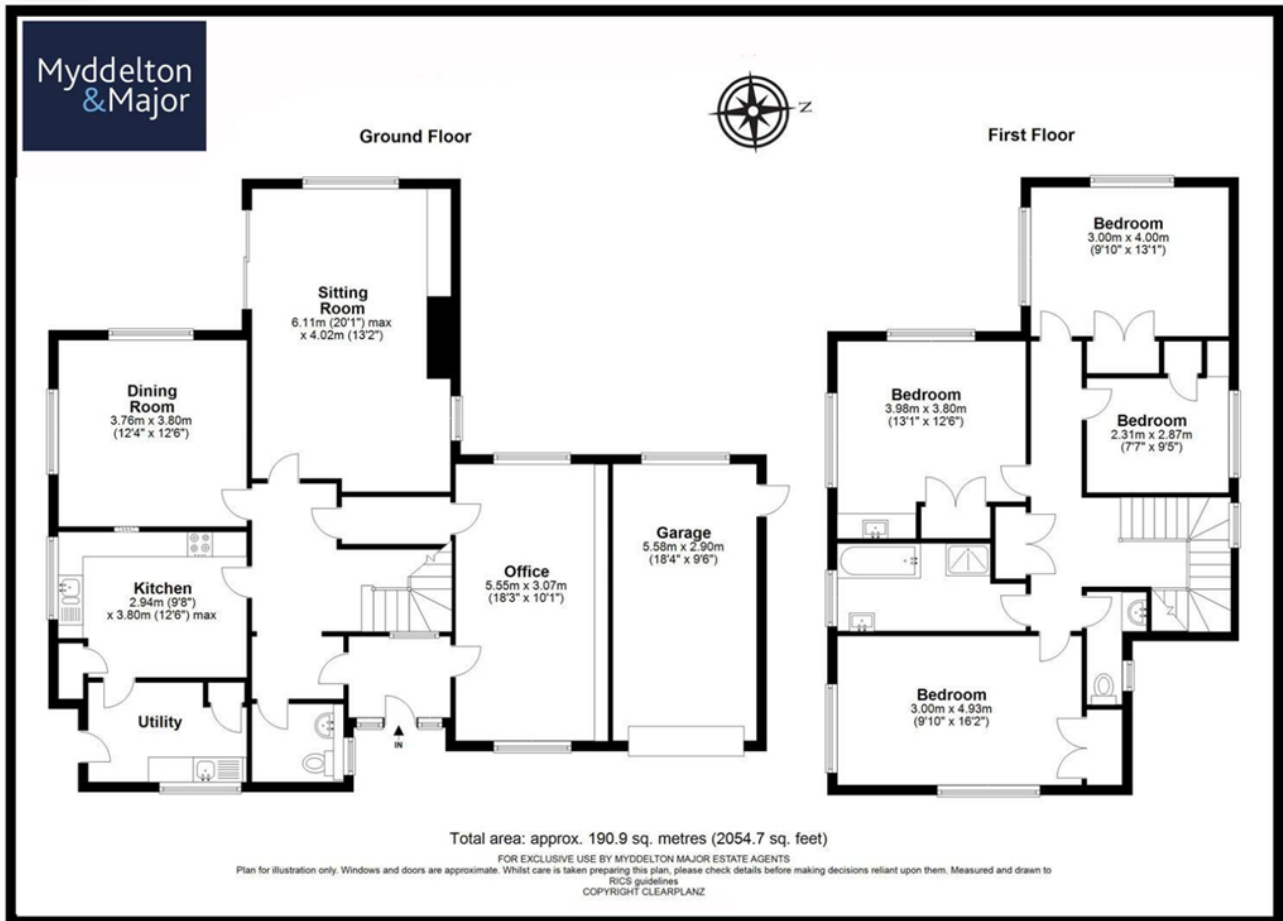 Myddelton
&Major
Ground Floor
N
First Floor
Sitting
Room
6.11m (20'1") max
x 4.02m (13'2")
Dining
Room
3.76m x 3.80m
(12'4" x 12'6")
Kitchen
2.94m (9'8")
x 3.80m (12'6") max
Utility
IN
Office
5.55m x 3.07m
(18'3" x 10'1")
Garage
5.58m x 2.90m
(18'4" x 9'6")
Bedroom
3.00m x 4.00m
(9'10" x 13'1")
Bedroom
3.98m x 3.80m
(13'1" x 12'6")
Bedroom
2.31m x 2.87m
(7'7" x 9'5")
Bedroom
3.00m x 4.93m
(9'10" x 16'2")
Total area: approx. 190.9 sq. metres (2054.7 sq. feet)
FOR EXCLUSIVE USE BY MYDDELTON MAJOR ESTATE AGENTS
Plan for illustration only. Windows and doors are approximate. Whilst care is taken preparing this plan, please check details before making decisions reliant upon them. Measured and drawn to
RICS guidelines
COPYRIGHT CLEARPLANZ